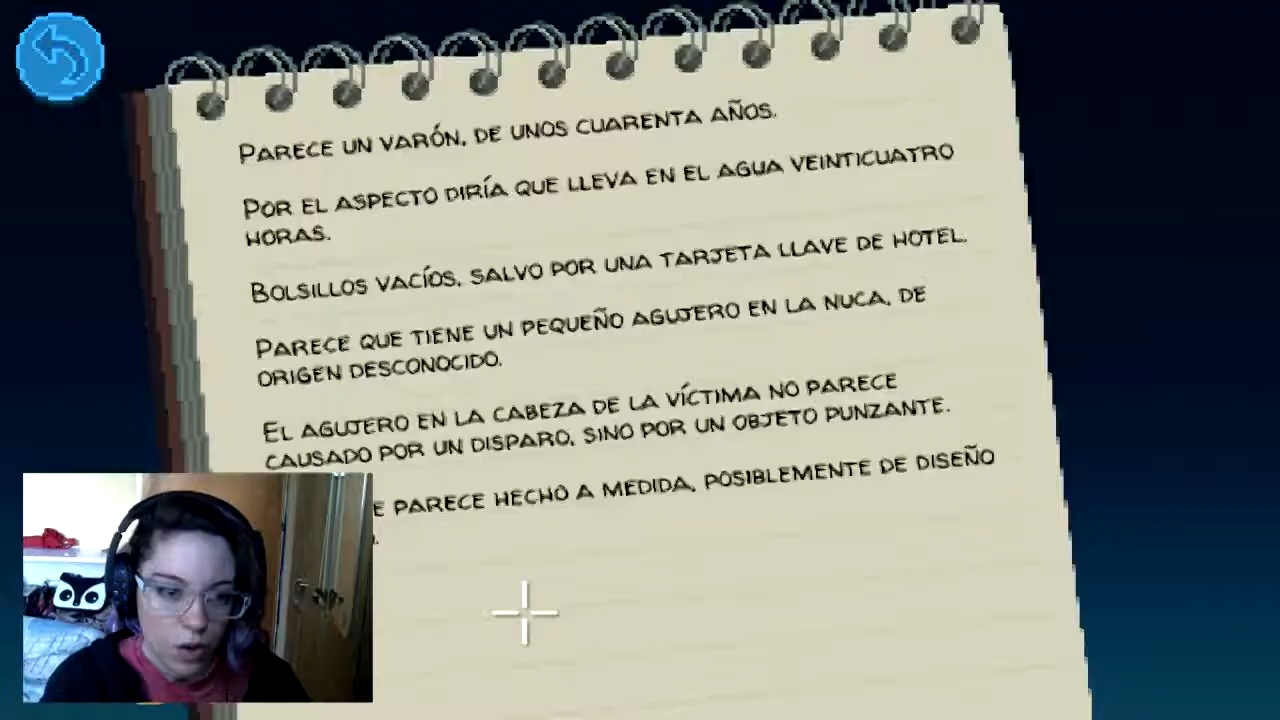 PARECE UN VARÓN, DE UNOS CUARENTA AÑOS.
POR EL ASPECTO DIRÍA QUE LLEVA EN EL AGUA VEINTICUATRO
HORAS.
BOLSILLOS VACÍOS, SALVO POR UNA TARJETA LLAVE DE HOTEL.
PARECE QUE TIENE UN PEQUEÑO AGUJERO EN LA NUCA, DE
ORIGEN DESCONOCIDO.
EL AGUJERO EN LA CABEZA DE LA VÍCTIMA NO PARECE
CAUSADO POR UN DISPARO, SINO POR UN OBJETO PUNZANTE.
PARECE HECHO A MEDIDA, POSIBLEMENTE DE DISEÑO